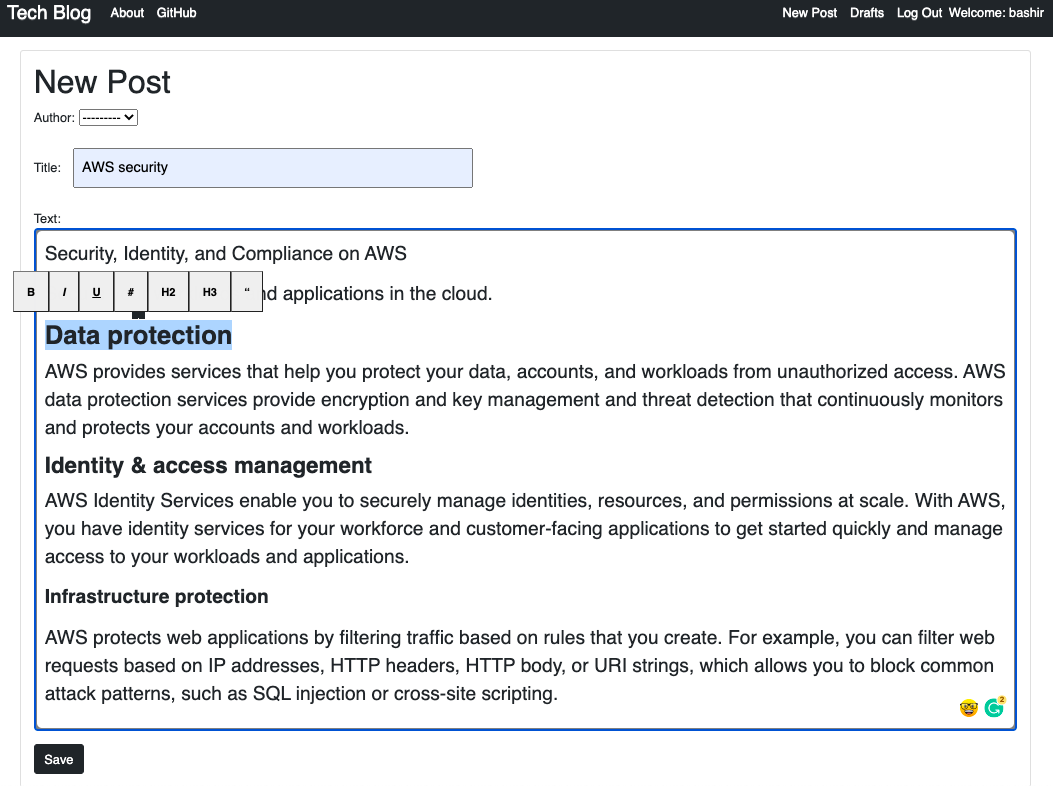 Tech Blog About GitHub New Post Drafts Log Out Welcome: bashir
New Post
Author: ---------
Title: AWS security
Text:
Security, Identity, and Compliance on AWS
B I U # H2 H3 “
nd applications in the cloud.
Data protection
AWS provides services that help you protect your data, accounts, and workloads from unauthorized access. AWS
data protection services provide encryption and key management and threat detection that continuously monitors
and protects your accounts and workloads.
Identity & access management
AWS Identity Services enable you to securely manage identities, resources, and permissions at scale. With AWS,
you have identity services for your workforce and customer-facing applications to get started quickly and manage
access to your workloads and applications.
Infrastructure protection
AWS protects web applications by filtering traffic based on rules that you create. For example, you can filter web
requests based on IP addresses, HTTP headers, HTTP body, or URI strings, which allows you to block common
attack patterns, such as SQL injection or cross-site scripting.
2
Save